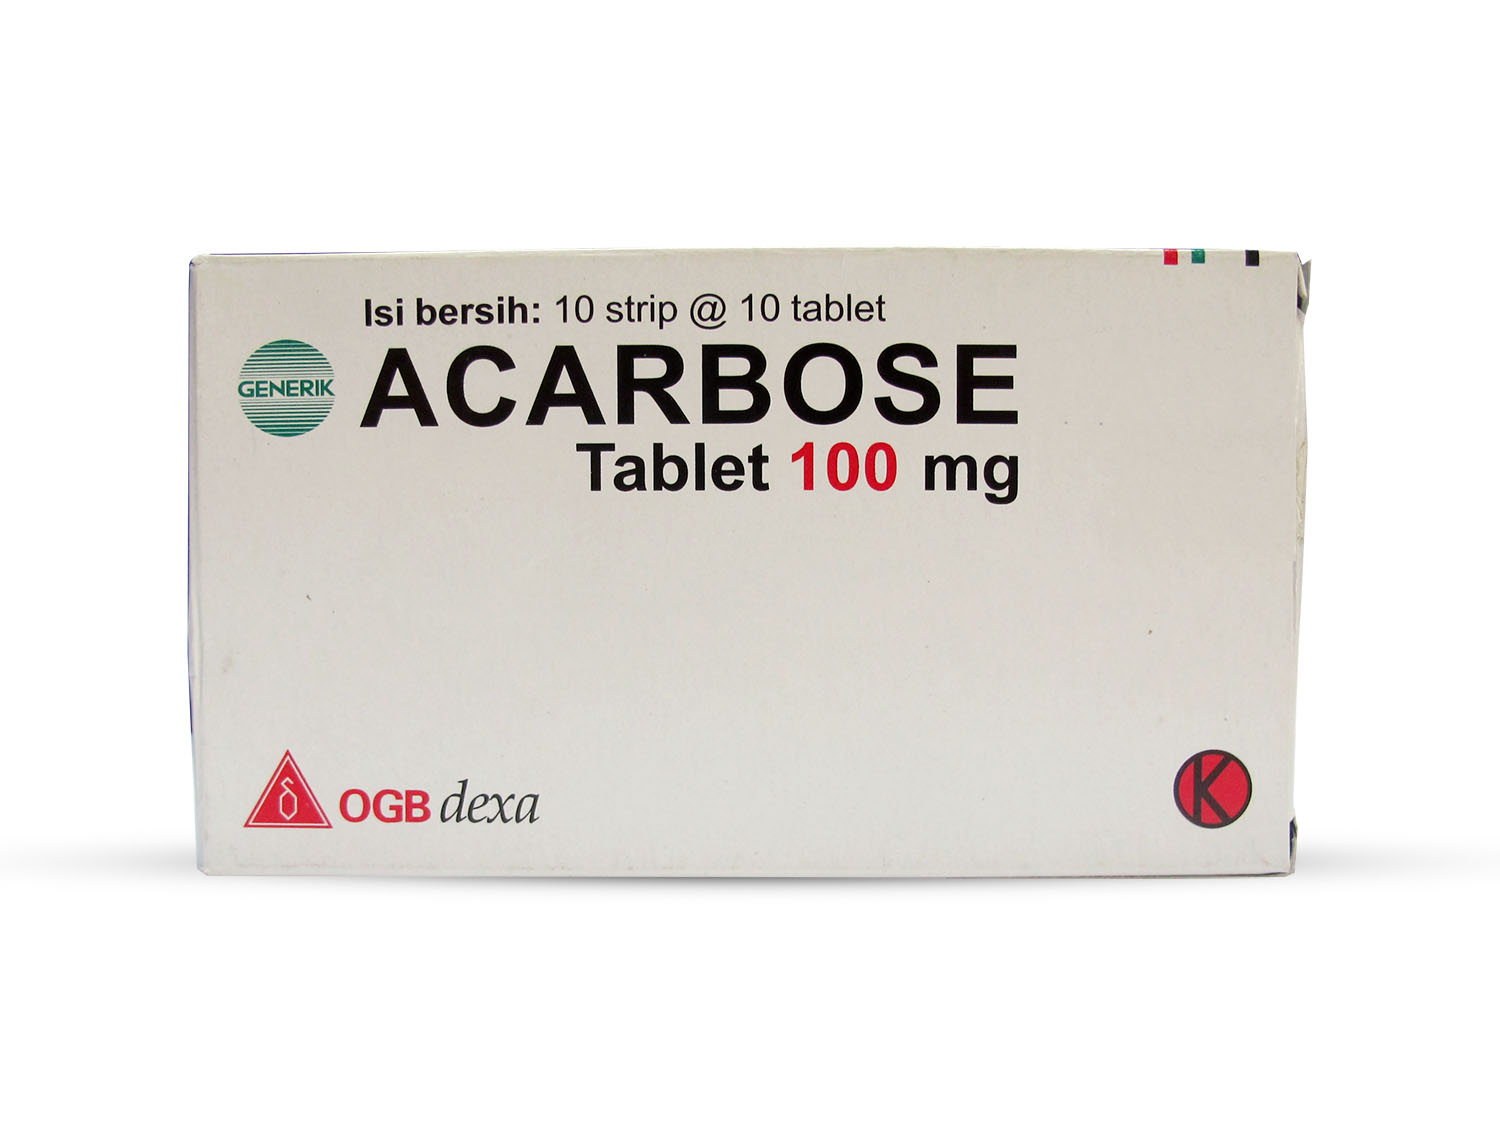 Isi bersih: 10 strip @ 10 tablet
GENERIK
ACARBOSE
Tablet 100 mg
OGB dexa
K